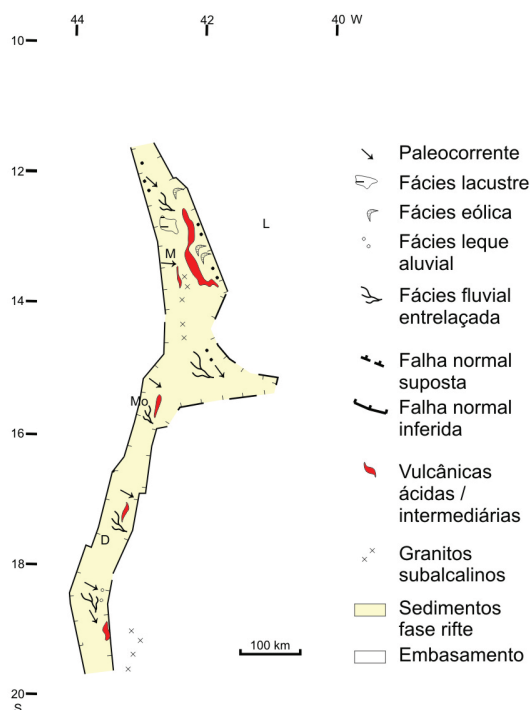 44
42
40 W
10
12
14
16
18
20
S
L
M
Mo
D
100 km
Paleocorrente
Fácies lacustre
Fácies eólica
Fácies leque
aluvial
Fácies fluvial
entrelaçada
Falha normal
suposta
Falha normal
inferida
Vulcânicas
ácidas /
intermediárias
Granitos
subalcalinos
Sedimentos
fase rifte
Embasamento